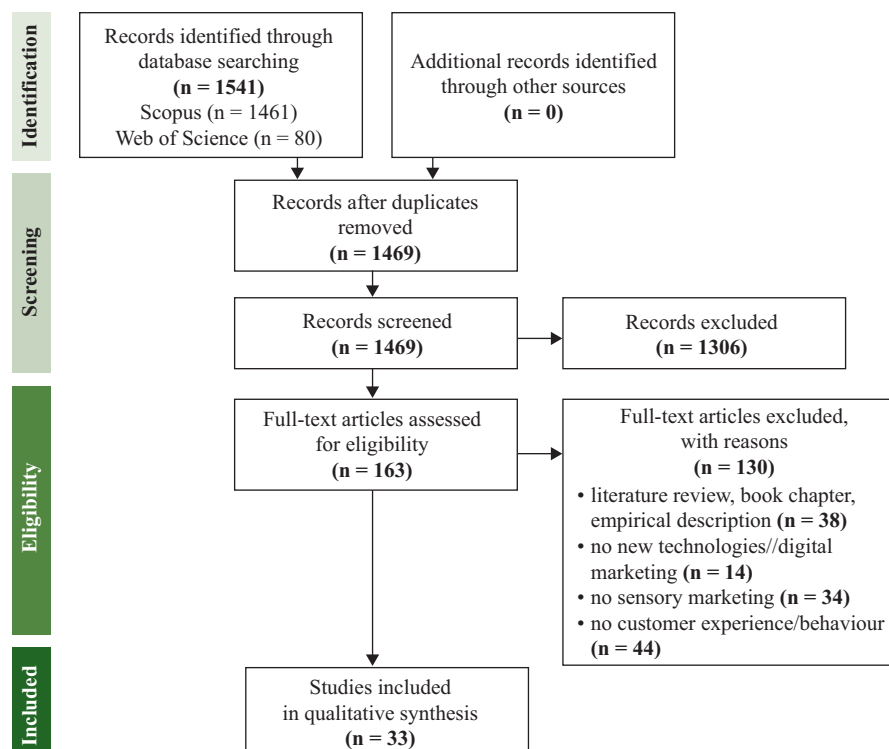 Identification
Records identified through
database searching
(n = 1541)
Scopus (n = 1461)
Web of Science (n = 80)
Additional records identified
through other sources
(n = 0)
Screening
Records after duplicates
removed
(n = 1469)
Records screened
(n = 1469)
Records excluded
(n = 1306)
Eligibility
Full-text articles assessed
for eligibility
(n = 163)
Full-text articles excluded,
with reasons
(n = 130)
• literature review, book chapter,
empirical description (n = 38)
• no new technologies//digital
marketing (n = 14)
• no sensory marketing (n = 34)
• no customer experience/behaviour
(n = 44)
Included
Studies included
in qualitative synthesis
(n = 33)